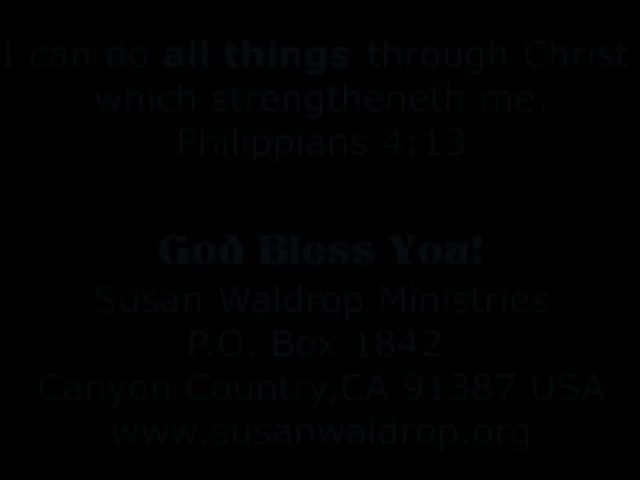 I can do all things through Christ
which strengtheneth me.
Philippians 4:13
God Bless You!
Susan Waldrop Ministries
P.O. Box 1842
Canyon Country,CA 91387 USA
www.susanwaldrop.org